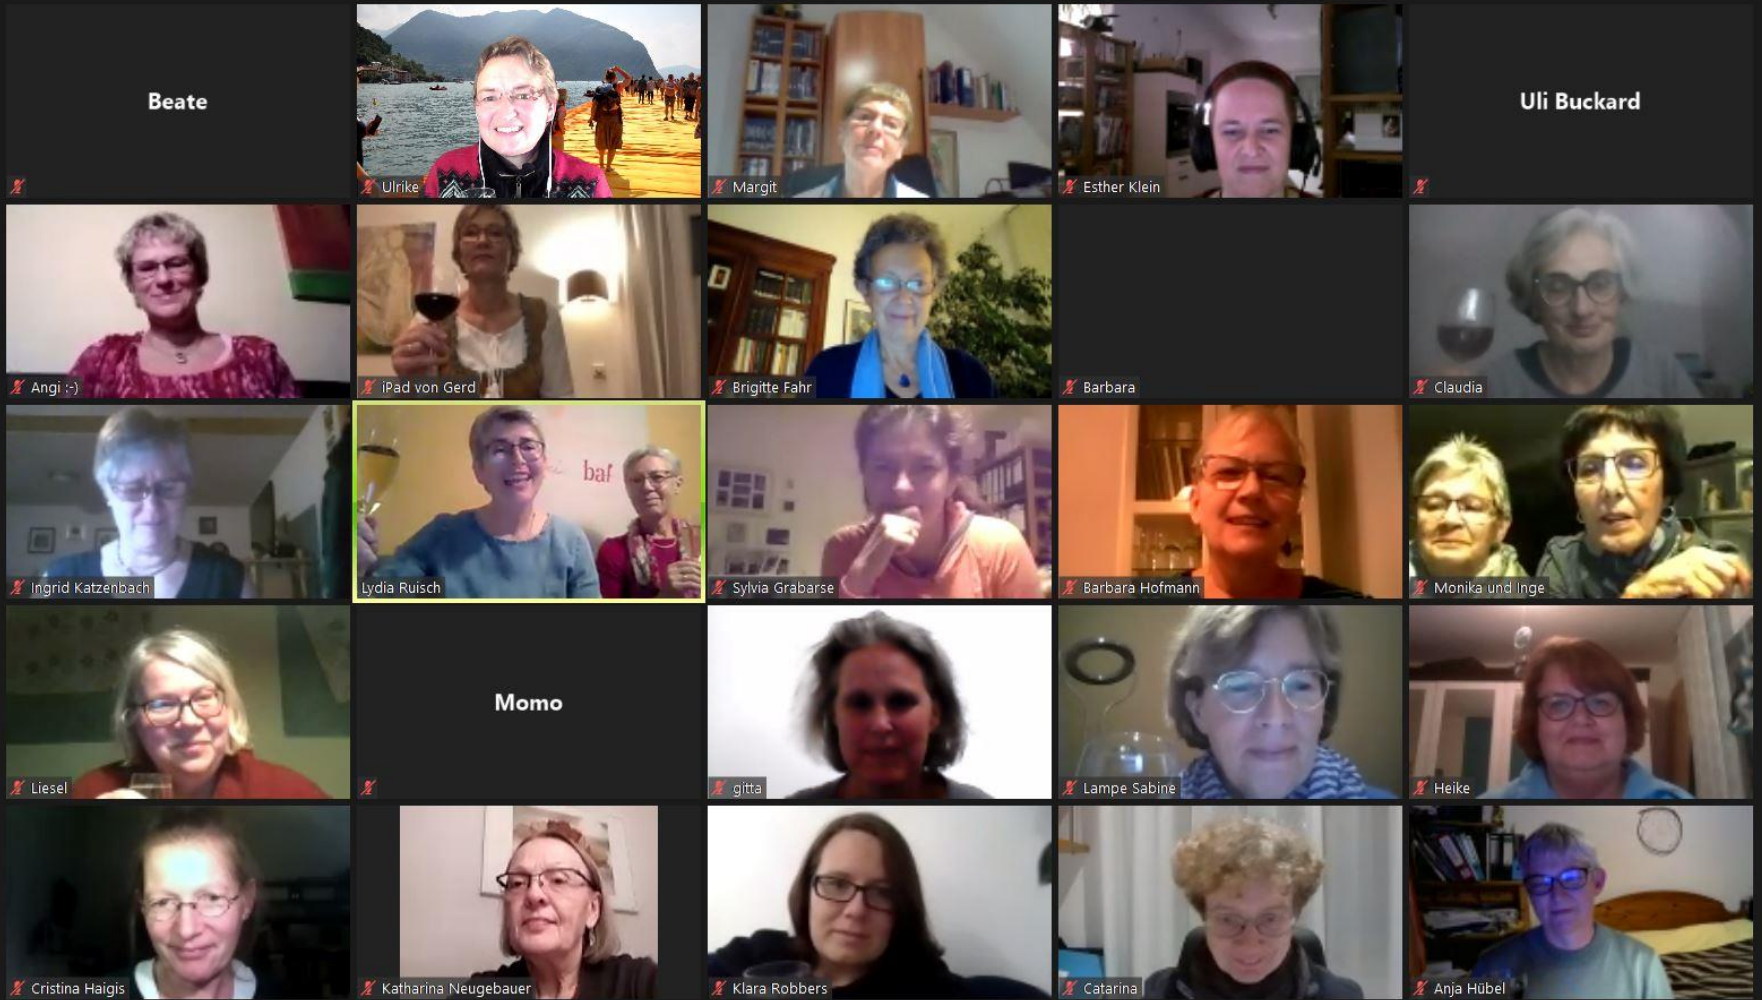 Beate
Ulrike
Margit
Esther Klein
Uli Buckard
Angi :-)
iPad von Gerd
Brigitte Fahr
Barbara
Claudia
Ingrid Katzenbach
baf
Lydia Ruisch
Sylvia Grabarse
Barbara Hofmann
Monika und Inge
Liesel
Momo
gitta
Lampe Sabine
Heike
Cristina Haigis
Katharina Neugebauer
Klara Robbers
Catarina
Anja Hübel